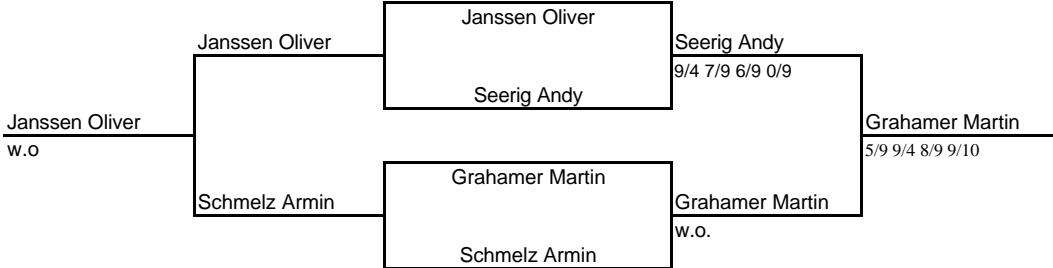 Janssen Oliver
Janssen Oliver
Seerig Andy
9/4 7/9 6/9 0/9
Seerig Andy
Janssen Oliver
w.o
Grahamer Martin
5/9 9/4 8/9 9/10
Grahamer Martin
Schmelz Armin
Grahamer Martin
w.o.
Schmelz Armin